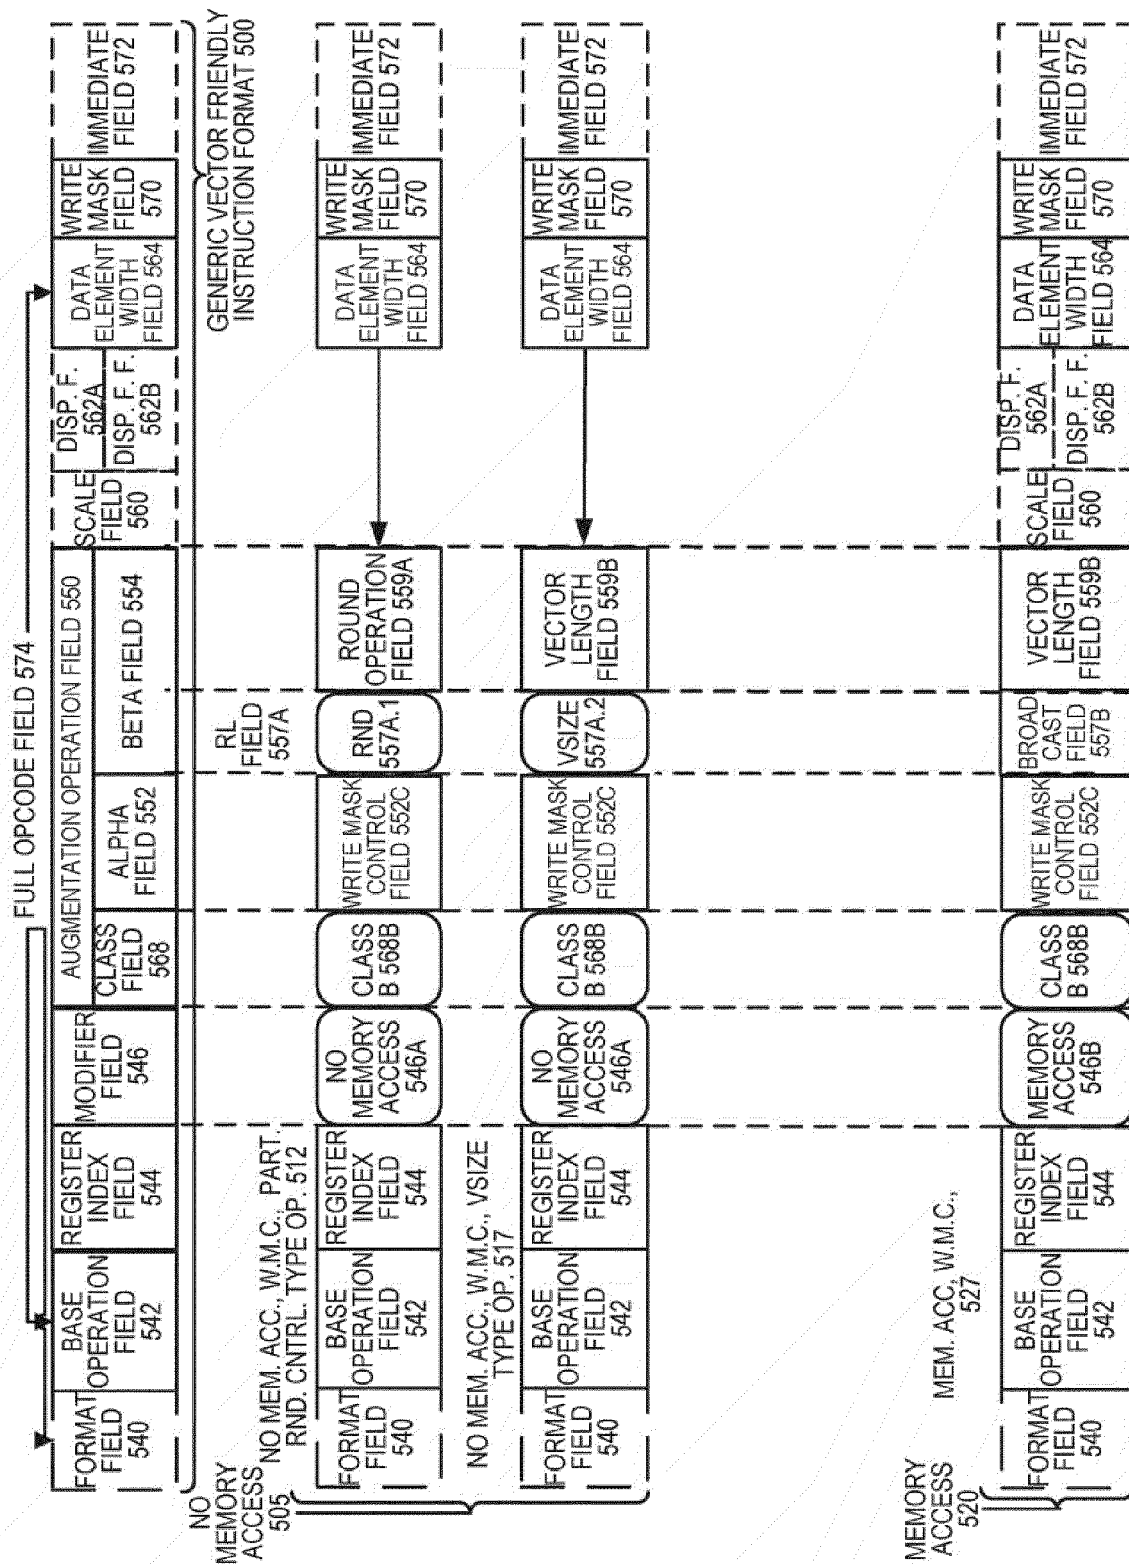 FULL OPCODE FIELD 574
FORMAT
FIELD
540
BASE
OPERATION
FIELD
542
REGISTER
INDEX
FIELD
544
MODIFIER
FIELD
546
AUGMENTATION OPERATION FIELD 550
CLASS
FIELD
568
ALPHA
FIELD 552
BETA FIELD 554
SCALE
FIELD
560
DISP. F.
562A
DISP. F. F.
562B
DATA
ELEMENT
WIDTH
FIELD 564
WRITE
MASK
FIELD
570
IMMEDIATE
FIELD 572
GENERIC VECTOR FRIENDLY
INSTRUCTION FORMAT 500
NO
MEMORY
ACCESS
505
NO MEM. ACC., W.M.C., PART.
RND. CNTRL. TYPE OP. 512
RL
FIELD
557A
FORMAT
FIELD
540
BASE
OPERATION
FIELD
542
REGISTER
INDEX
FIELD
544
NO
MEMORY
ACCESS
546A
CLASS
B 568B
WRITE MASK
CONTROL
FIELD 552C
RND
557A.1
ROUND
OPERATION
FIELD 559A
DATA
ELEMENT
WIDTH
FIELD 564
WRITE
MASK
FIELD
570
IMMEDIATE
FIELD 572
NO MEM. ACC., W.M.C., VSIZE
TYPE OP. 517
FORMAT
FIELD
540
BASE
OPERATION
FIELD
542
REGISTER
INDEX
FIELD
544
NO
MEMORY
ACCESS
546A
CLASS
B 568B
WRITE MASK
CONTROL
FIELD 552C
VSIZE
557A.2
VECTOR
LENGTH
FIELD 559B
DATA
ELEMENT
WIDTH
FIELD 564
WRITE
MASK
FIELD
570
IMMEDIATE
FIELD 572
MEMORY
ACCESS
520
MEM. ACC, W.M.C.,
527
FORMAT
FIELD
540
BASE
OPERATION
FIELD
542
REGISTER
INDEX
FIELD
544
MEMORY
ACCESS
546B
CLASS
B 568B
WRITE MASK
CONTROL
FIELD 552C
BROAD
CAST
FIELD
557B
VECTOR
LENGTH
FIELD 559B
SCALE
FIELD
560
DISP. F.
562A
DISP. F. F.
562B
DATA
ELEMENT
WIDTH
FIELD 564
WRITE
MASK
FIELD
570
IMMEDIATE
FIELD 572